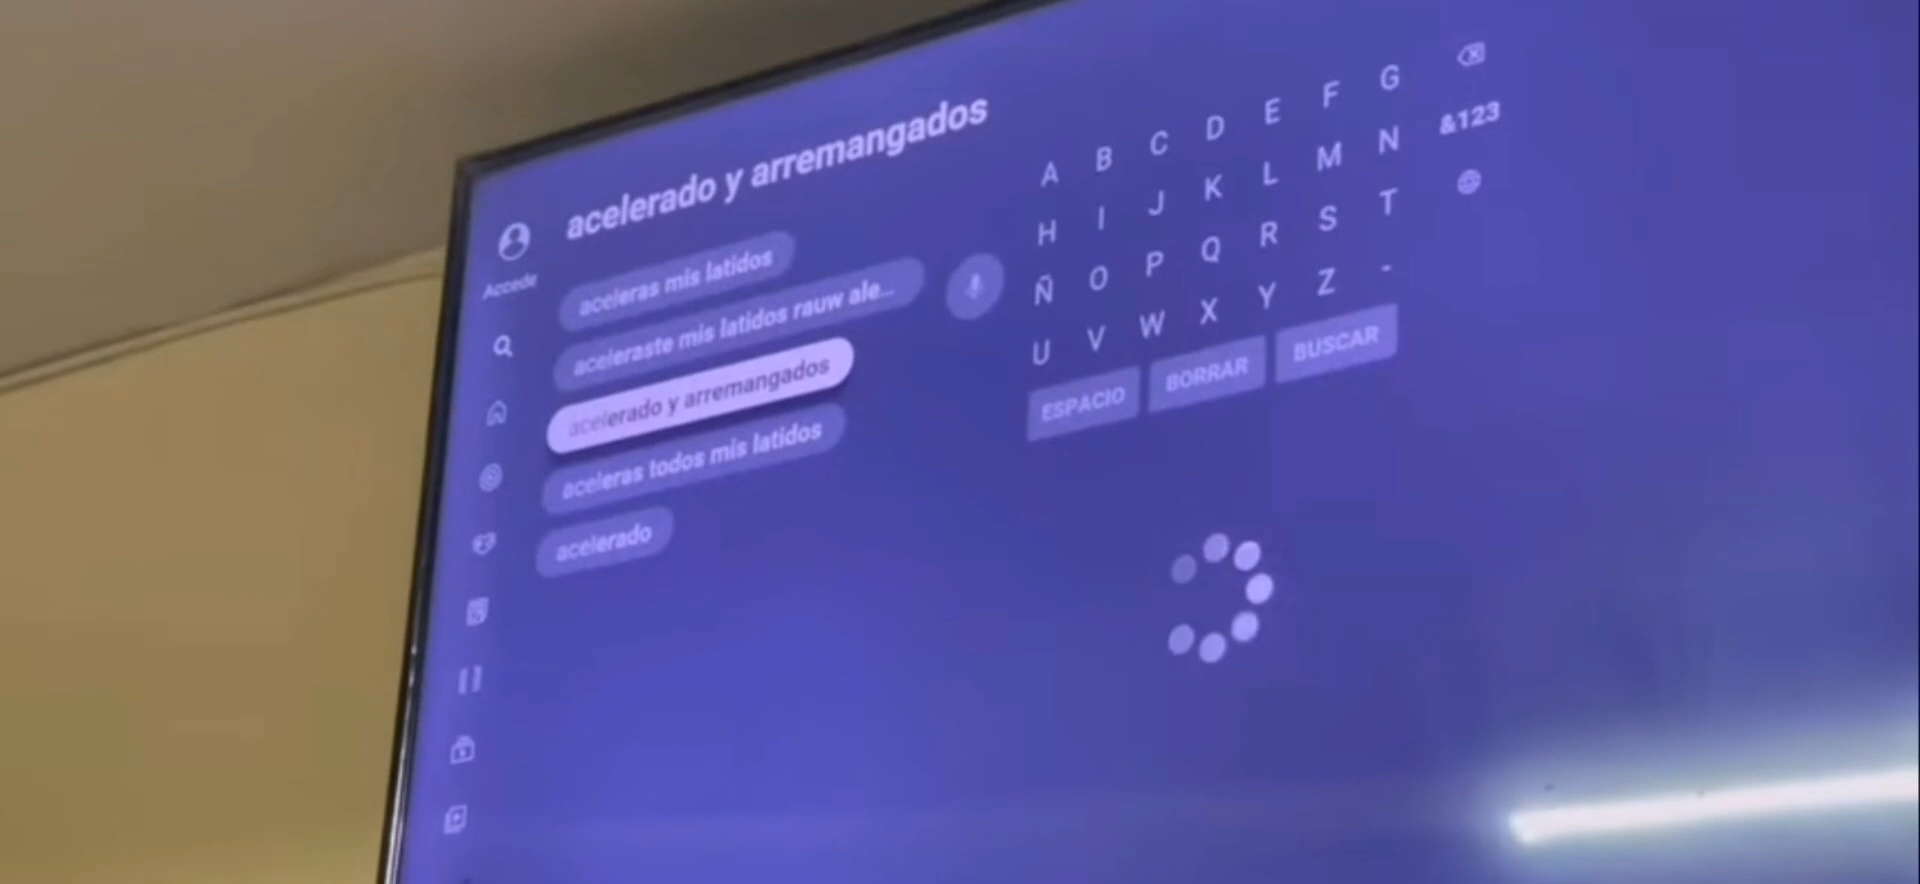 acelerado y arremangados
Accede
aceleras mis latidos
aceleraste mis latidos rauw ale...
acelerado y arremangados
aceleras todos mis latidos
acelerado
A B C D E F G
H I J K L M N &123
Ñ O P Q R S T
U V W X Y Z -
ESPACIO BORRAR BUSCAR